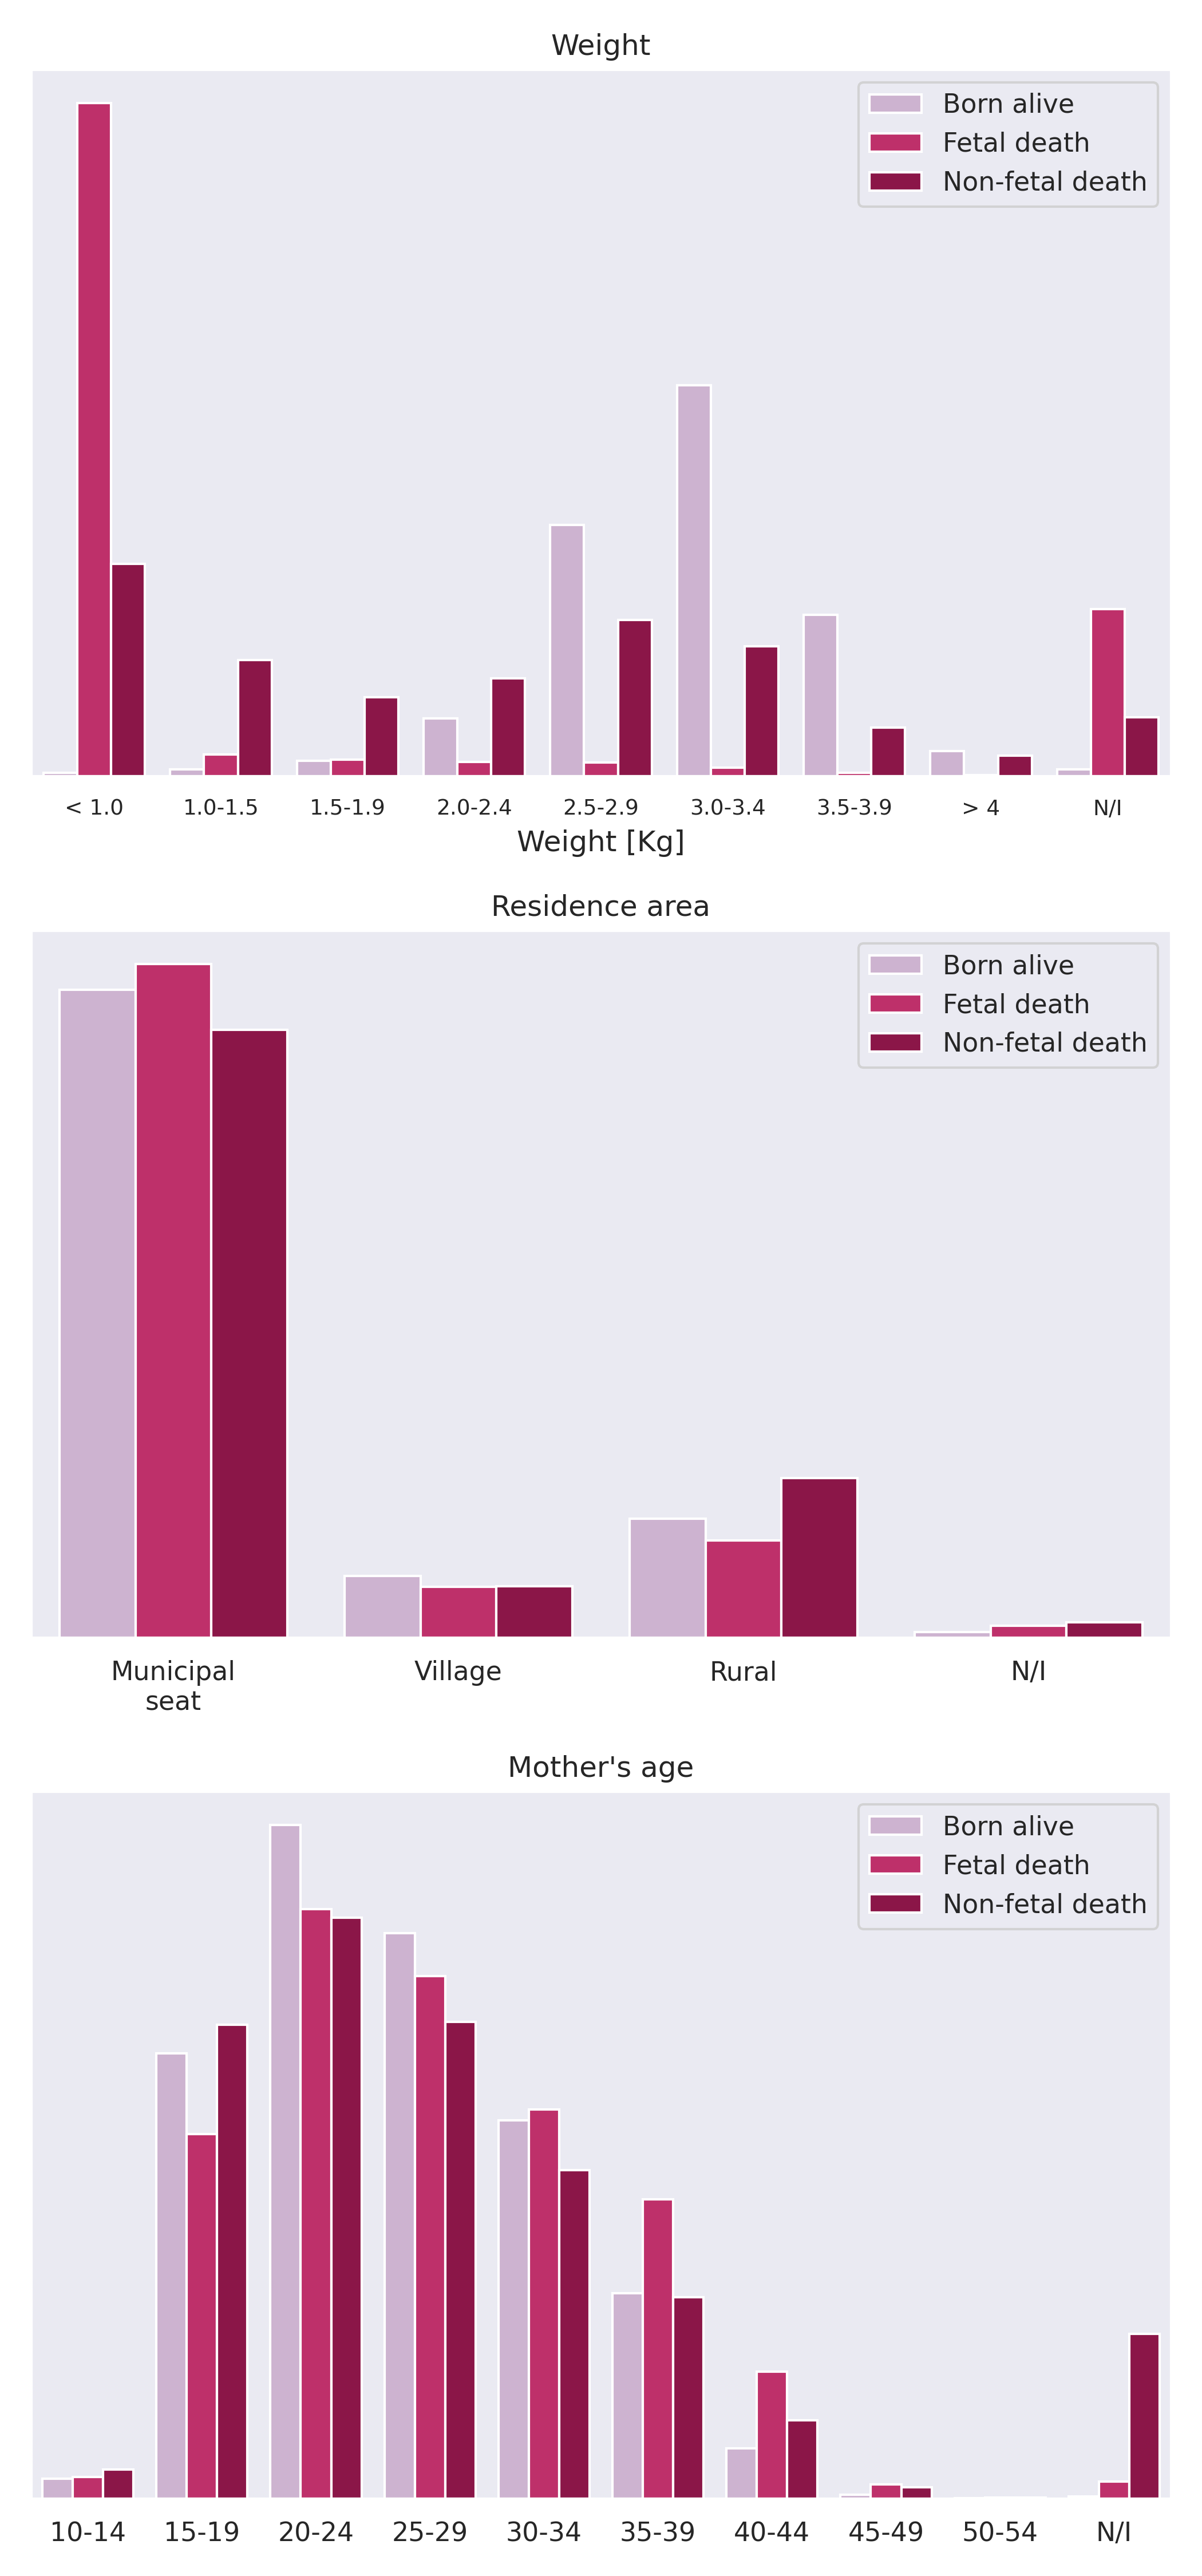 Weight
Born alive
Fetal death
Non-fetal death
< 1.0 1.0-1.5 1.5-1.9 2.0-2.4 2.5-2.9 3.0-3.4 3.5-3.9 > 4 N/I
Weight [Kg]
Residence area
Born alive
Fetal death
Non-fetal death
Municipal seat Village Rural N/I
Mother's age
Born alive
Fetal death
Non-fetal death
10-14 15-19 20-24 25-29 30-34 35-39 40-44 45-49 50-54 N/I